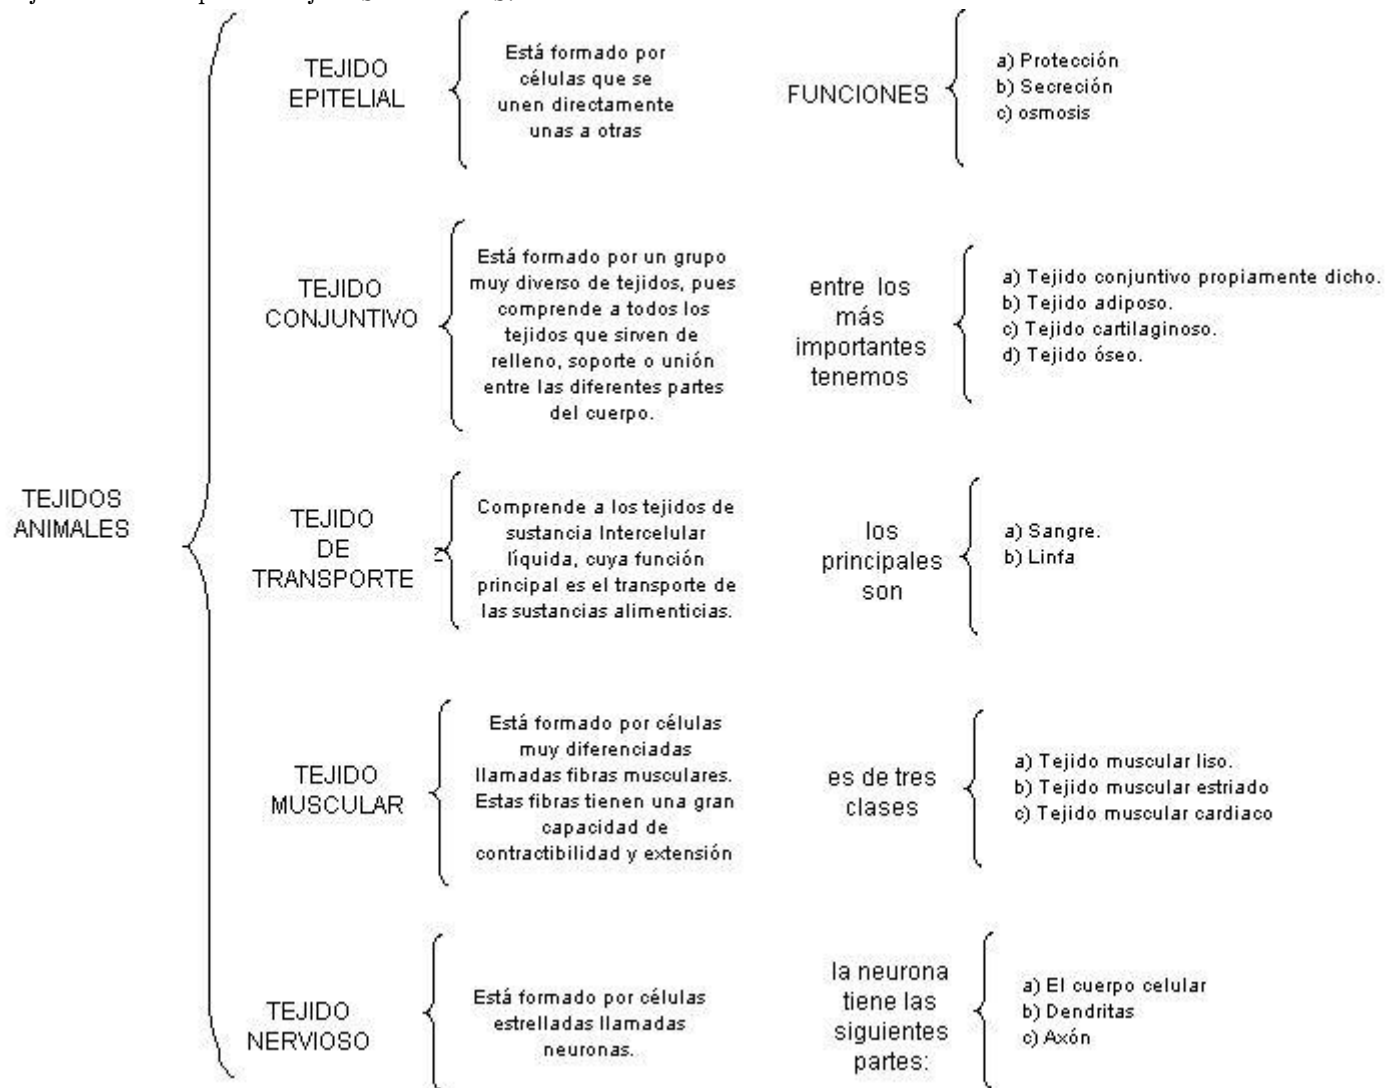 TEJIDOS
ANIMALES
TEJIDO
EPITELIAL
Está formado por
células que se
unen directamente
unas a otras
FUNCIONES
a) Protección
b) Secreción
c) osmosis
TEJIDO
CONJUNTIVO
Está formado por un grupo
muy diverso de tejidos, pues
comprende a todos los
tejidos que sirven de
relleno, soporte o unión
entre las diferentes partes
del cuerpo.
entre los
más
importantes
tenemos
a) Tejido conjuntivo propiamente dicho.
b) Tejido adiposo.
c) Tejido cartilaginoso.
d) Tejido óseo.
TEJIDO
DE
TRANSPORTE
Comprende a los tejidos de
sustancia Intercelular
líquida, cuya función
principal es el transporte de
las sustancias alimenticias.
los
principales
son
a) Sangre.
b) Linfa
TEJIDO
MUSCULAR
Está formado por células
muy diferenciadas
llamadas fibras musculares.
Estas fibras tienen una gran
capacidad de
contractibilidad y extensión
es de tres
clases
a) Tejido muscular liso.
b) Tejido muscular estriado
c) Tejido muscular cardiaco
TEJIDO
NERVIOSO
Está formado por células
estrelladas llamadas
neuronas.
la neurona
tiene las
siguientes
partes:
a) El cuerpo celular
b) Dendritas
c) Axón